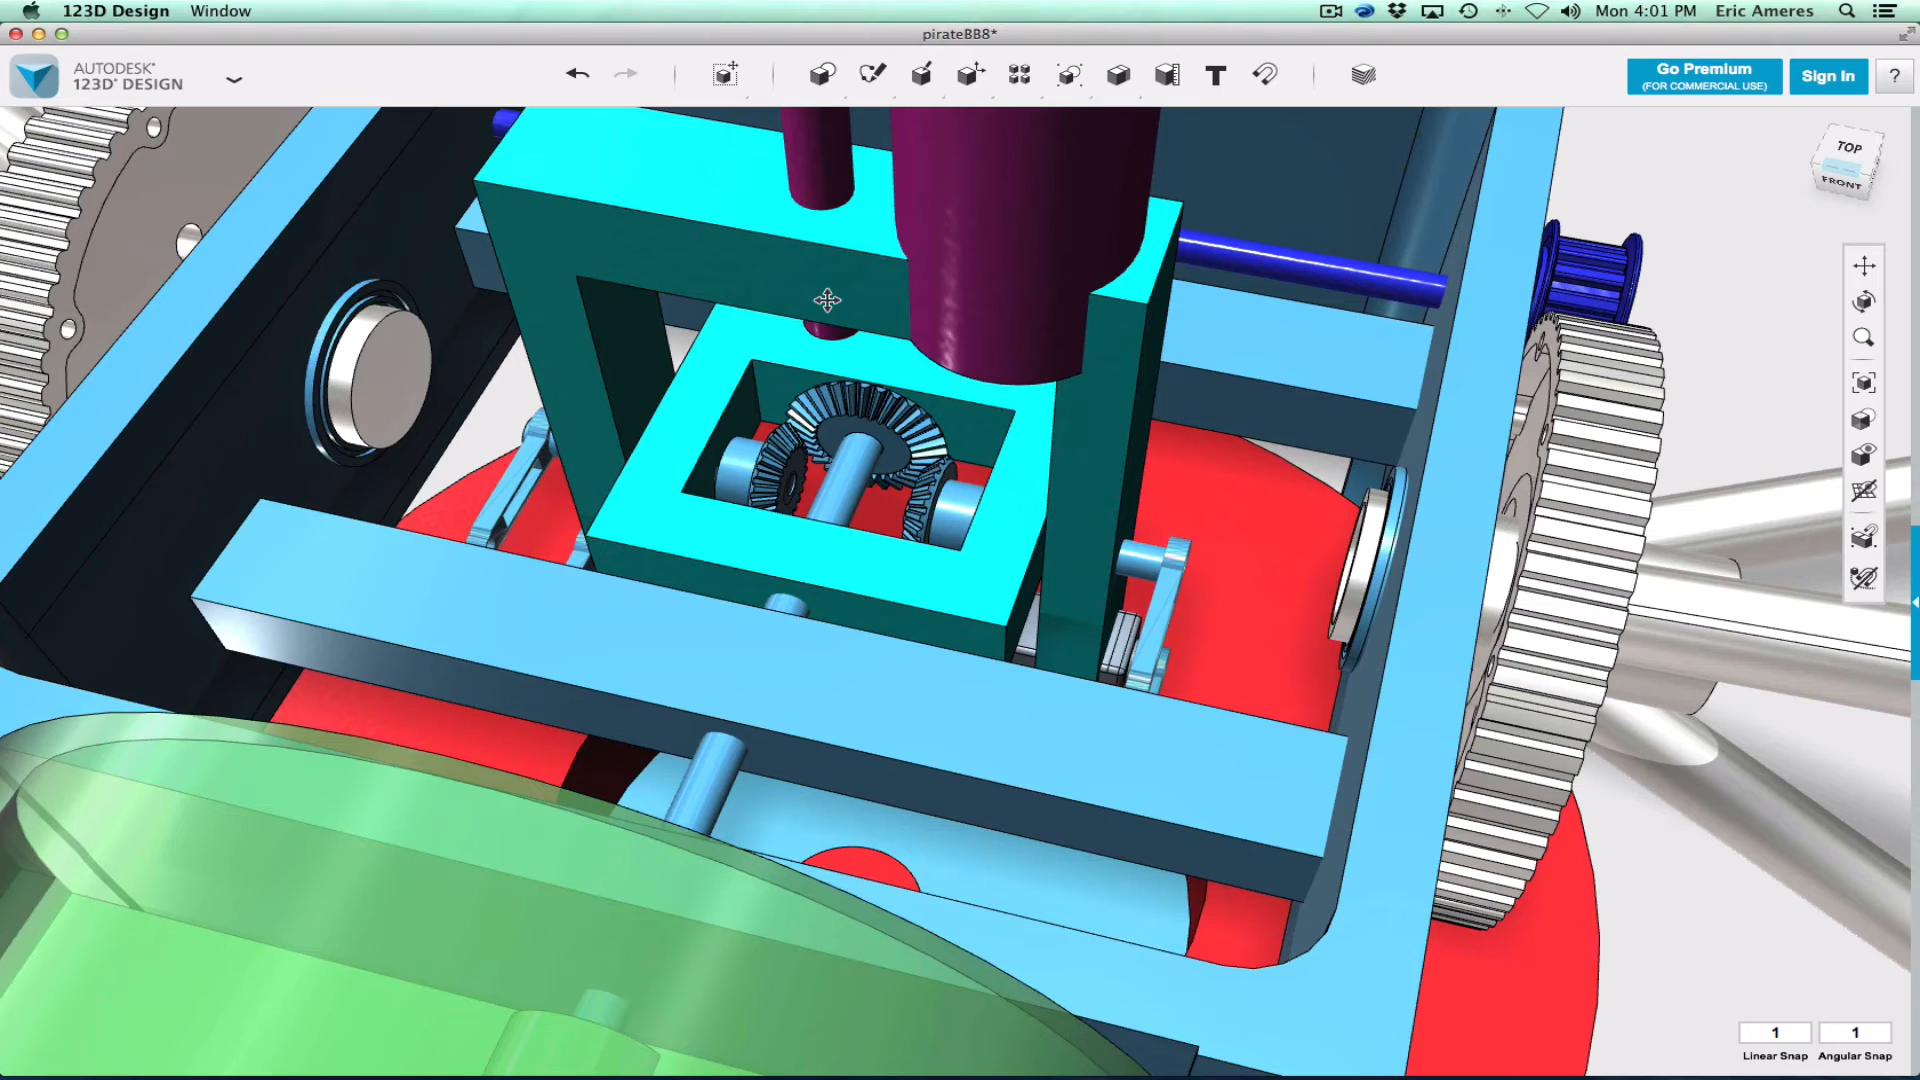 123D Design Window Mon 4:01 PM Eric Ameres
pirateBB8*
AUTODESK®
123D® DESIGN
T
Go Premium
(FOR COMMERCIAL USE)
Sign In
?
TOP
FRONT
1 1
Linear Snap Angular Snap